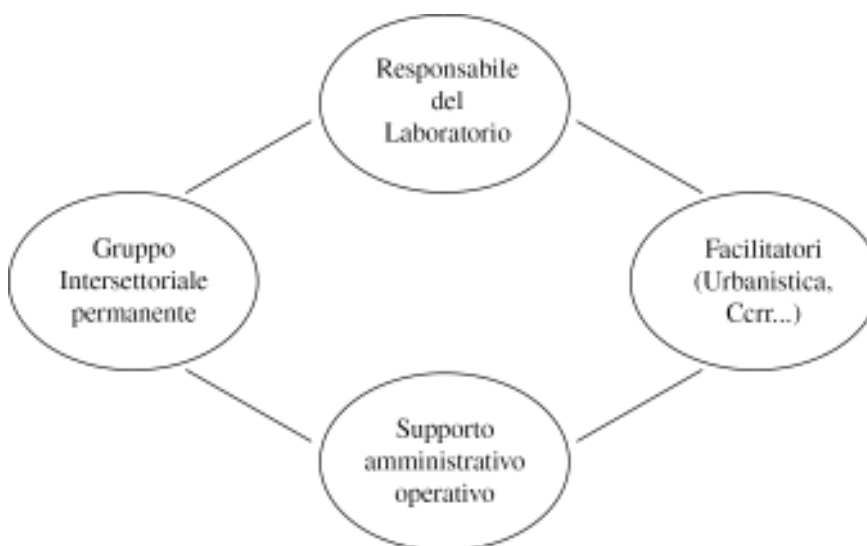 Responsabile
del
Laboratorio
Gruppo
Intersettoriale
permanente
Facilitatori
(Urbanistica,
Ccrr...)
Supporto
amministrativo
operativo